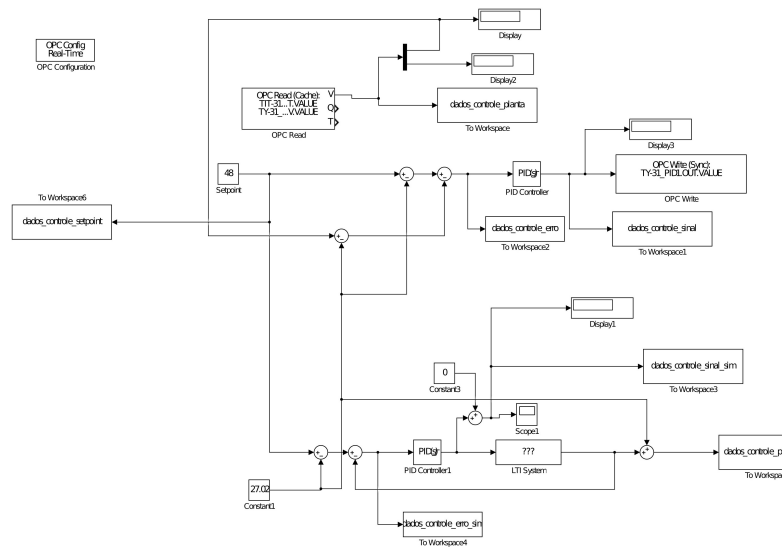 Display
OPC Config
Real-Time
OPC Configuration
Display2
OPC Read (Cache):
TIT-31...T.VALUE
TY-31_...V.VALUE
V
Q
T
OPC Read
dados_controle_planta
To Workspace
Display3
48
Setpoint
PID(s)
PID Controller
OPC Write (Sync):
TY-31_PID1.OUT.VALUE
OPC Write
To Workspace6
dados_controle_setpoint
dados_controle_erro
To Workspace2
dados_controle_sinal
To Workspace1
Display1
0
Constant3
dados_controle_sinal_sim
To Workspace3
Scope1
PID(s)
PID Controller1
???
LTI System
dados_controle_p
To Workspa
27.02
Constant1
dados_controle_erro_sim
To Workspace4